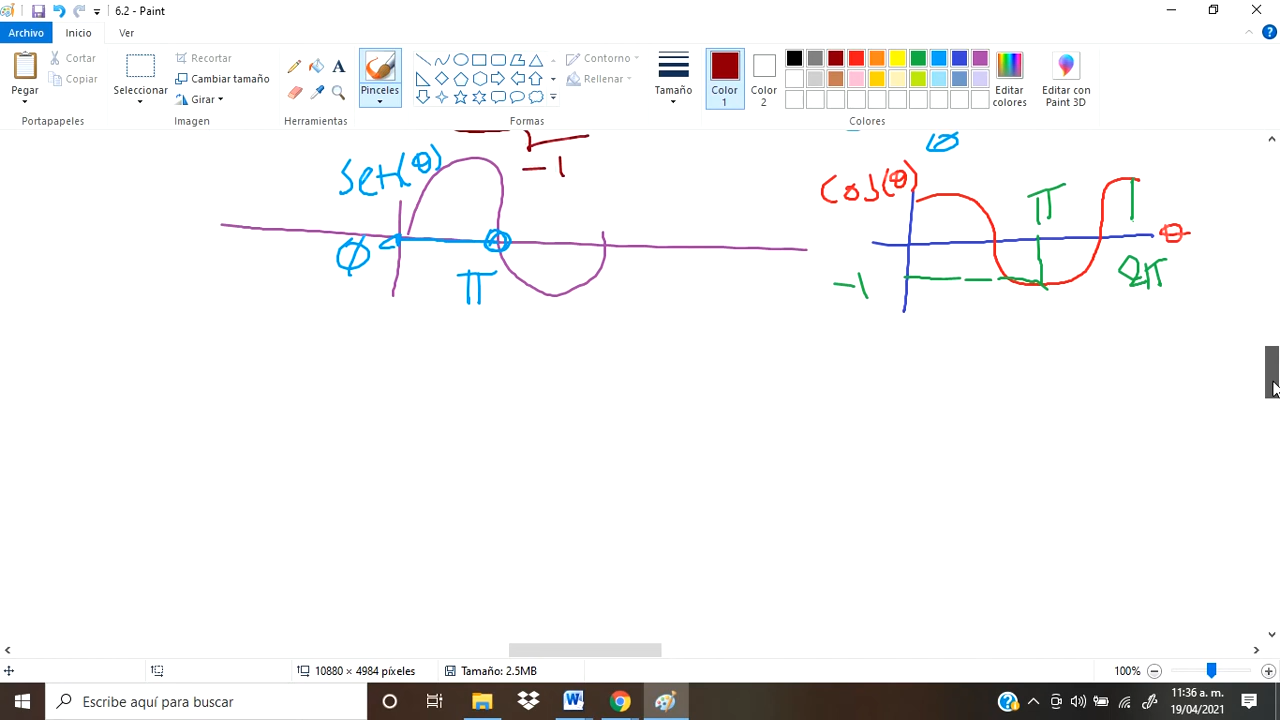 6.2 - Paint
Archivo Inicio Ver
Pegar
Cortar
Copiar
Portapapeles
Seleccionar
Recortar
Cambiar tamaño
Girar
Imagen
A
Herramientas
Pinceles
Contorno
Rellenar
Formas
Tamaño
Color
1
Color
2
Editar
colores
Editar con
Paint 3D
Colores
-1
θ
Sen(θ)
0
π
Cos(θ)
π
θ
-1
2π
10880 × 4984 píxeles
Tamaño: 2.5MB
100%
Escribe aquí para buscar
11:36 a. m.
19/04/2021